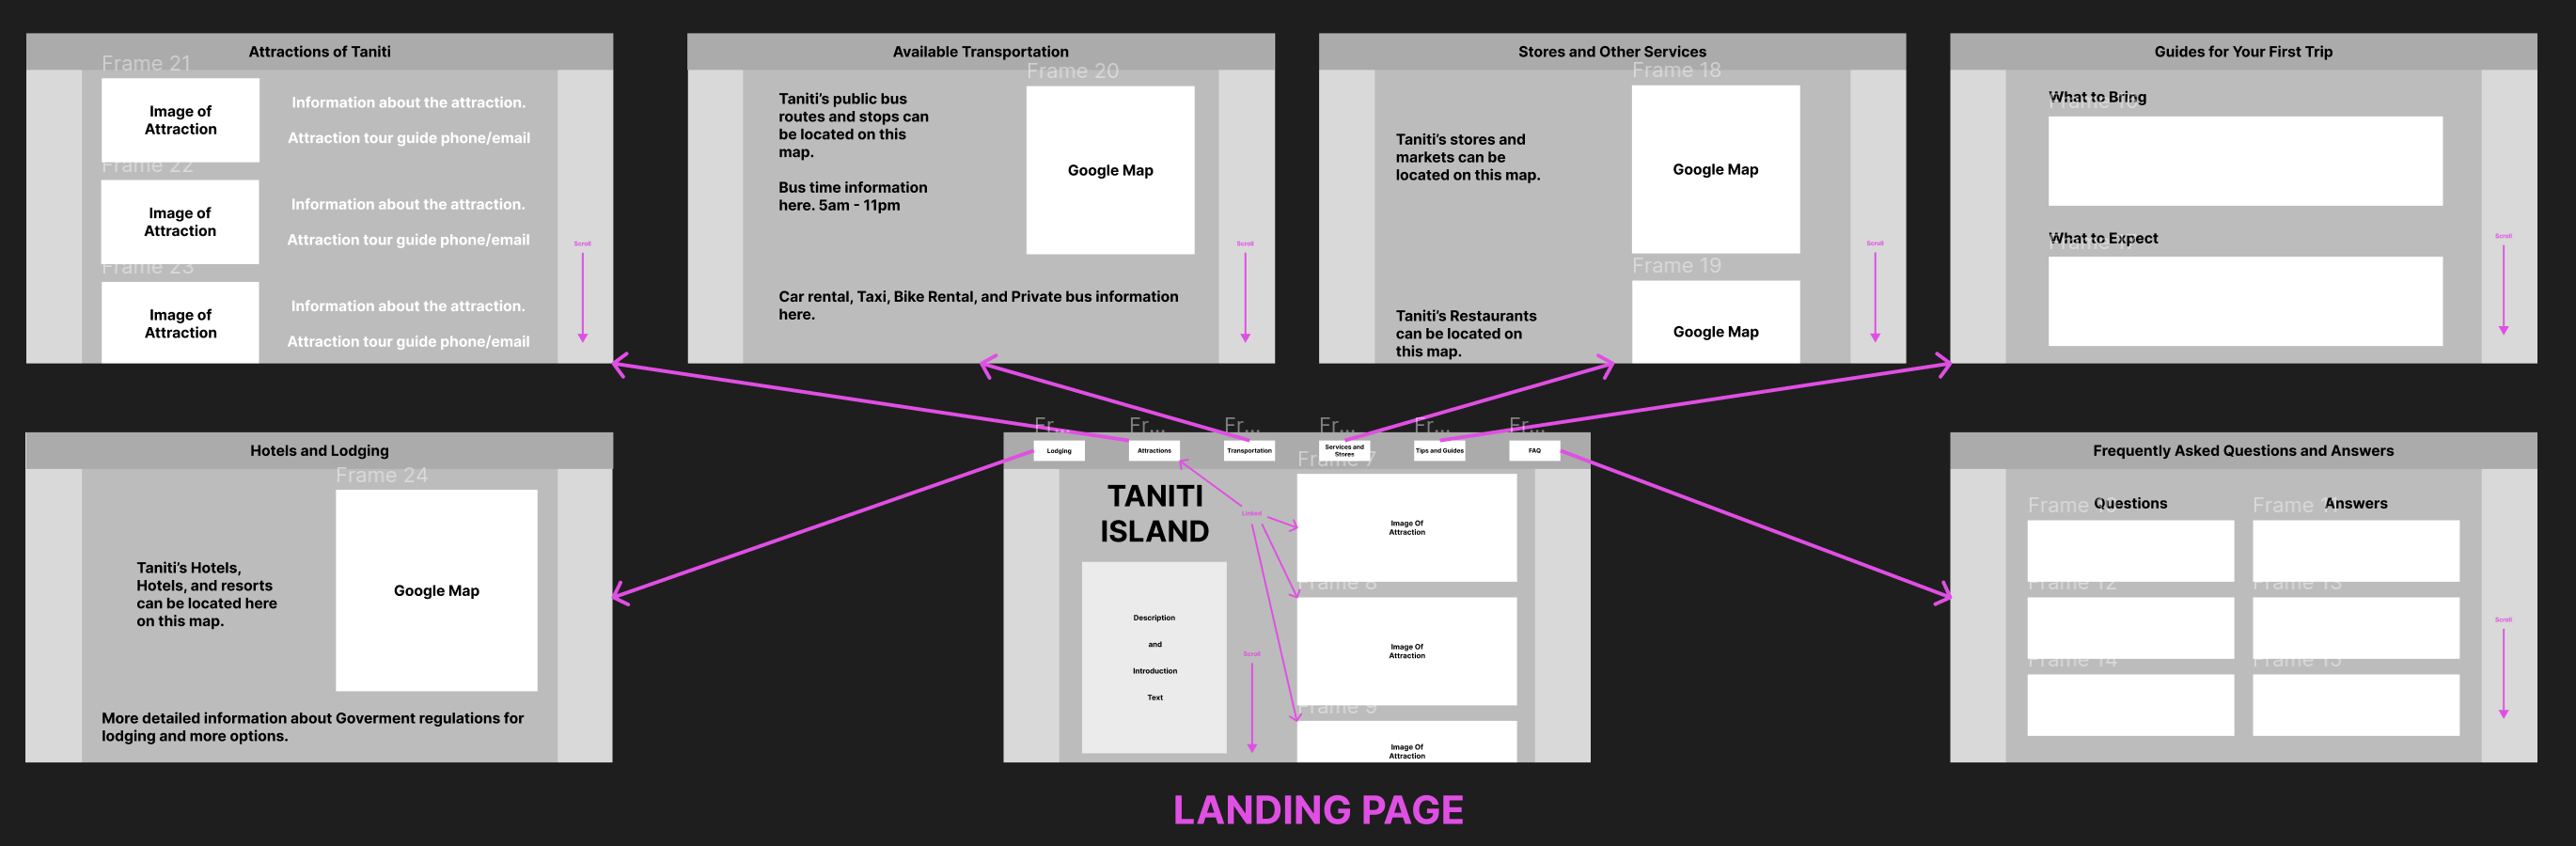 Attractions of Taniti
Frame 21
Image of
Attraction
Information about the attraction.
Attraction tour guide phone/email
Frame 22
Image of
Attraction
Information about the attraction.
Attraction tour guide phone/email
Frame 23
Image of
Attraction
Information about the attraction.
Attraction tour guide phone/email
Scroll
Available Transportation
Frame 20
Taniti's public bus
routes and stops can
be located on this
map.
Bus time information
here. 5am - 11pm
Google Map
Car rental, Taxi, Bike Rental, and Private bus information
here.
Scroll
Stores and Other Services
Frame 18
Taniti's stores and
markets can be
located on this map.
Google Map
Frame 19
Taniti's Restaurants
can be located on
this map.
Google Map
Scroll
Guides for Your First Trip
What to Bring
What to Expect
Scroll
Hotels and Lodging
Frame 24
Taniti's Hotels,
Hotels, and resorts
can be located here
on this map.
Google Map
More detailed information about Goverment regulations for
lodging and more options.
Fr...
Fr...
Fr...
Fr...
Fr...
Fr...
Lodging
Attractions
Transportation
Services and
Stores
Tips and Guides
FAQ
Frame 7
TANITI
ISLAND
Linked
Image Of
Attraction
Description
and
Introduction
Text
Frame 8
Image Of
Attraction
Scroll
Frame 9
Image Of
Attraction
LANDING PAGE
Frequently Asked Questions and Answers
Questions
Answers
Frame 12
Frame 13
Frame 14
Frame 15
Scroll